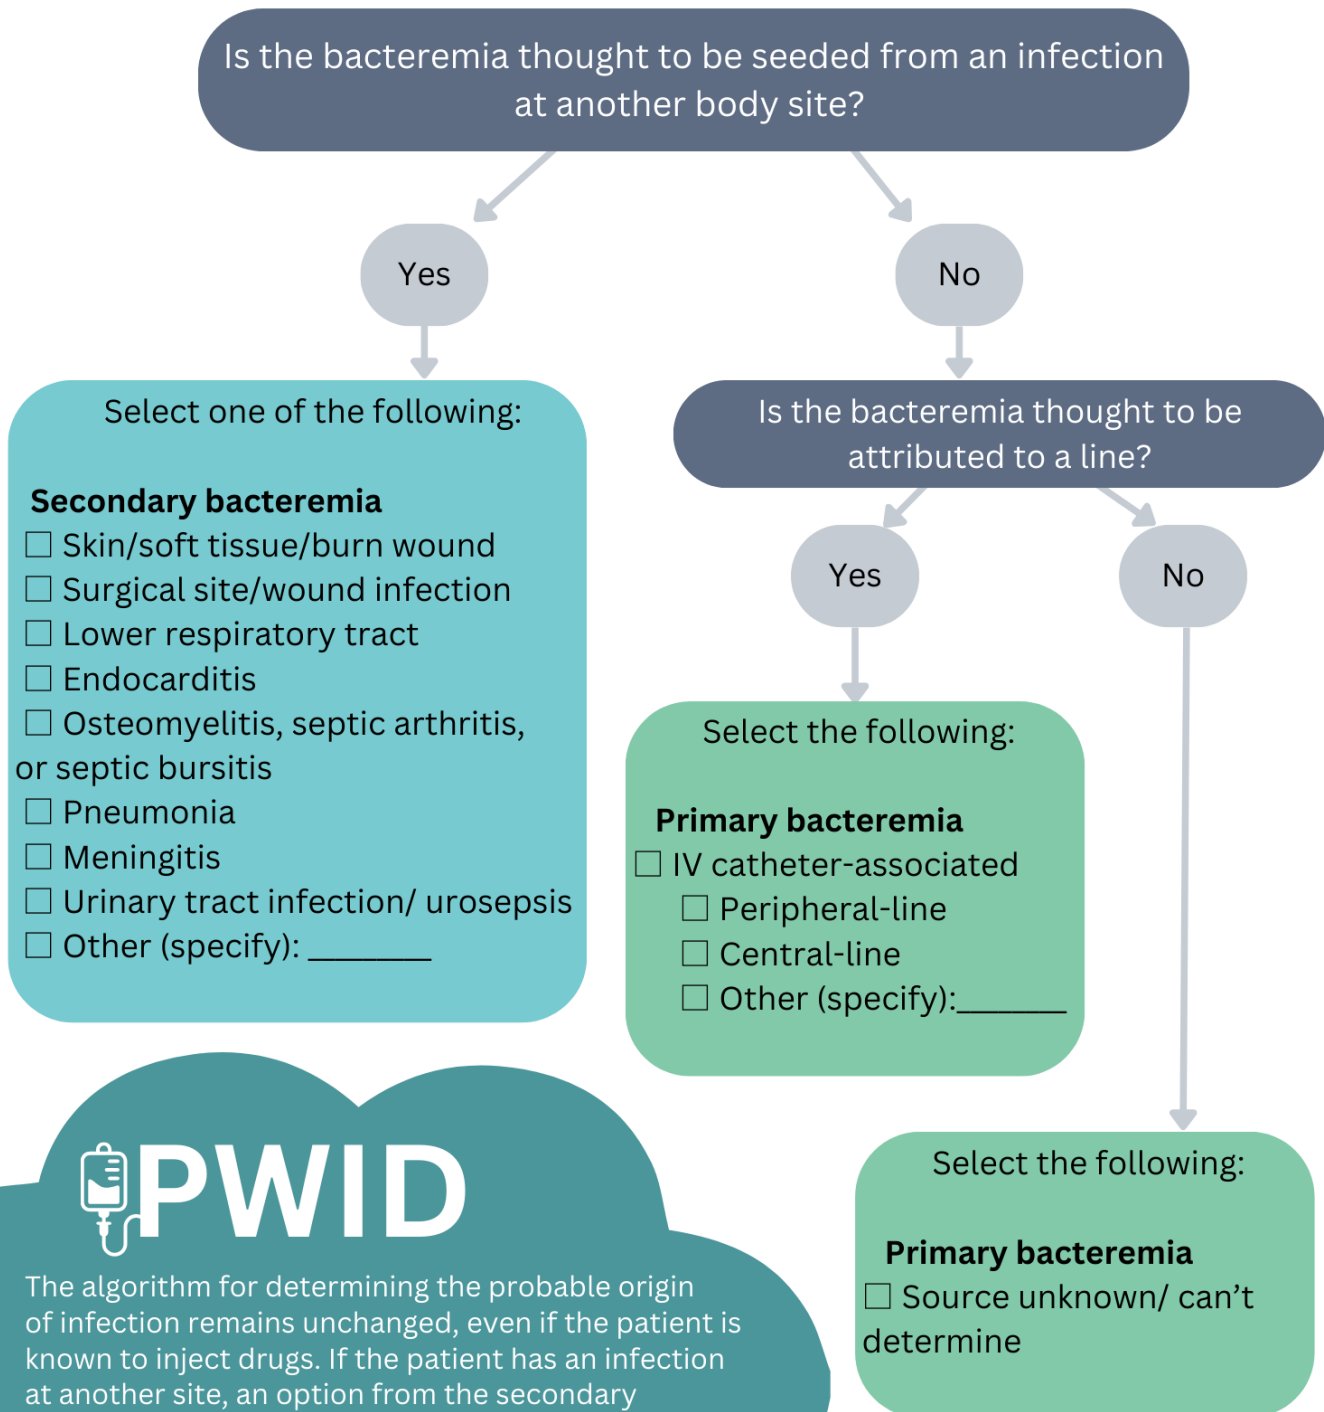 Is the bacteremia thought to be seeded from an infection
at another body site?
Yes
No
Select one of the following:
Secondary bacteremia
☐ Skin/soft tissue/burn wound
☐ Surgical site/wound infection
☐ Lower respiratory tract
☐ Endocarditis
☐ Osteomyelitis, septic arthritis,
or septic bursitis
☐ Pneumonia
☐ Meningitis
☐ Urinary tract infection/ urosepsis
☐ Other (specify): _______
Is the bacteremia thought to be
attributed to a line?
Yes
No
Select the following:
Primary bacteremia
☐ IV catheter-associated
☐ Peripheral-line
☐ Central-line
☐ Other (specify):______
Select the following:
Primary bacteremia
☐ Source unknown/ can’t
determine
PWID
The algorithm for determining the probable origin
of infection remains unchanged, even if the patient is
known to inject drugs. If the patient has an infection
at another site, an option from the secondary